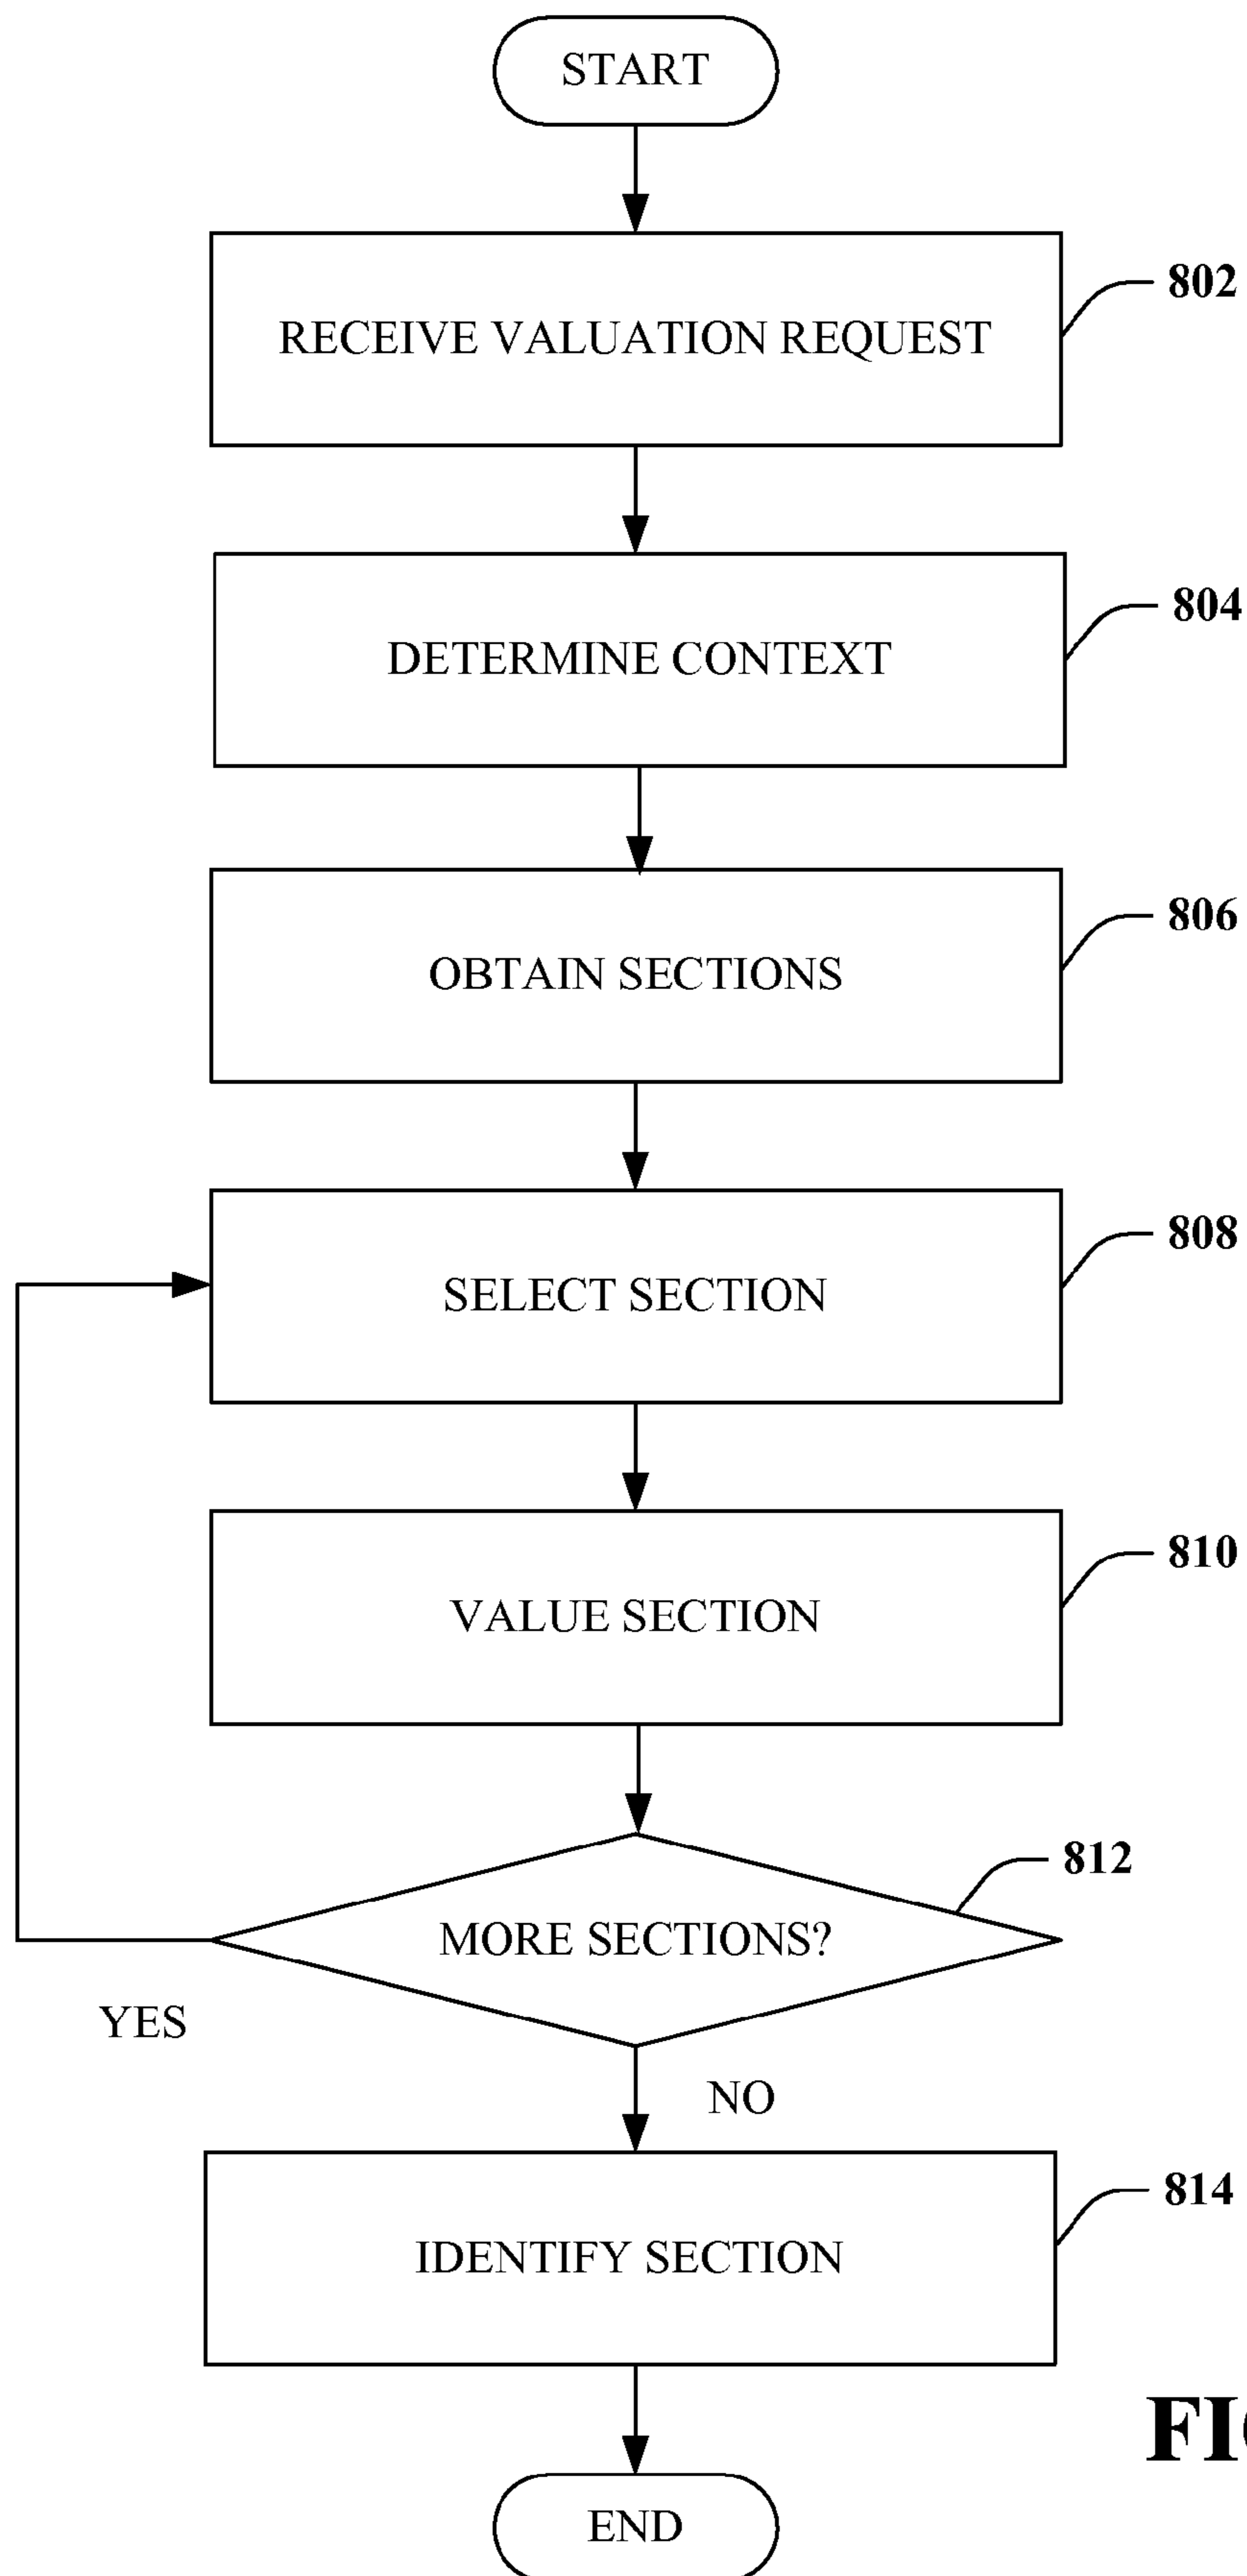 START
RECEIVE VALUATION REQUEST
802
DETERMINE CONTEXT
804
OBTAIN SECTIONS
806
SELECT SECTION
808
VALUE SECTION
810
MORE SECTIONS?
812
YES
NO
IDENTIFY SECTION
814
END